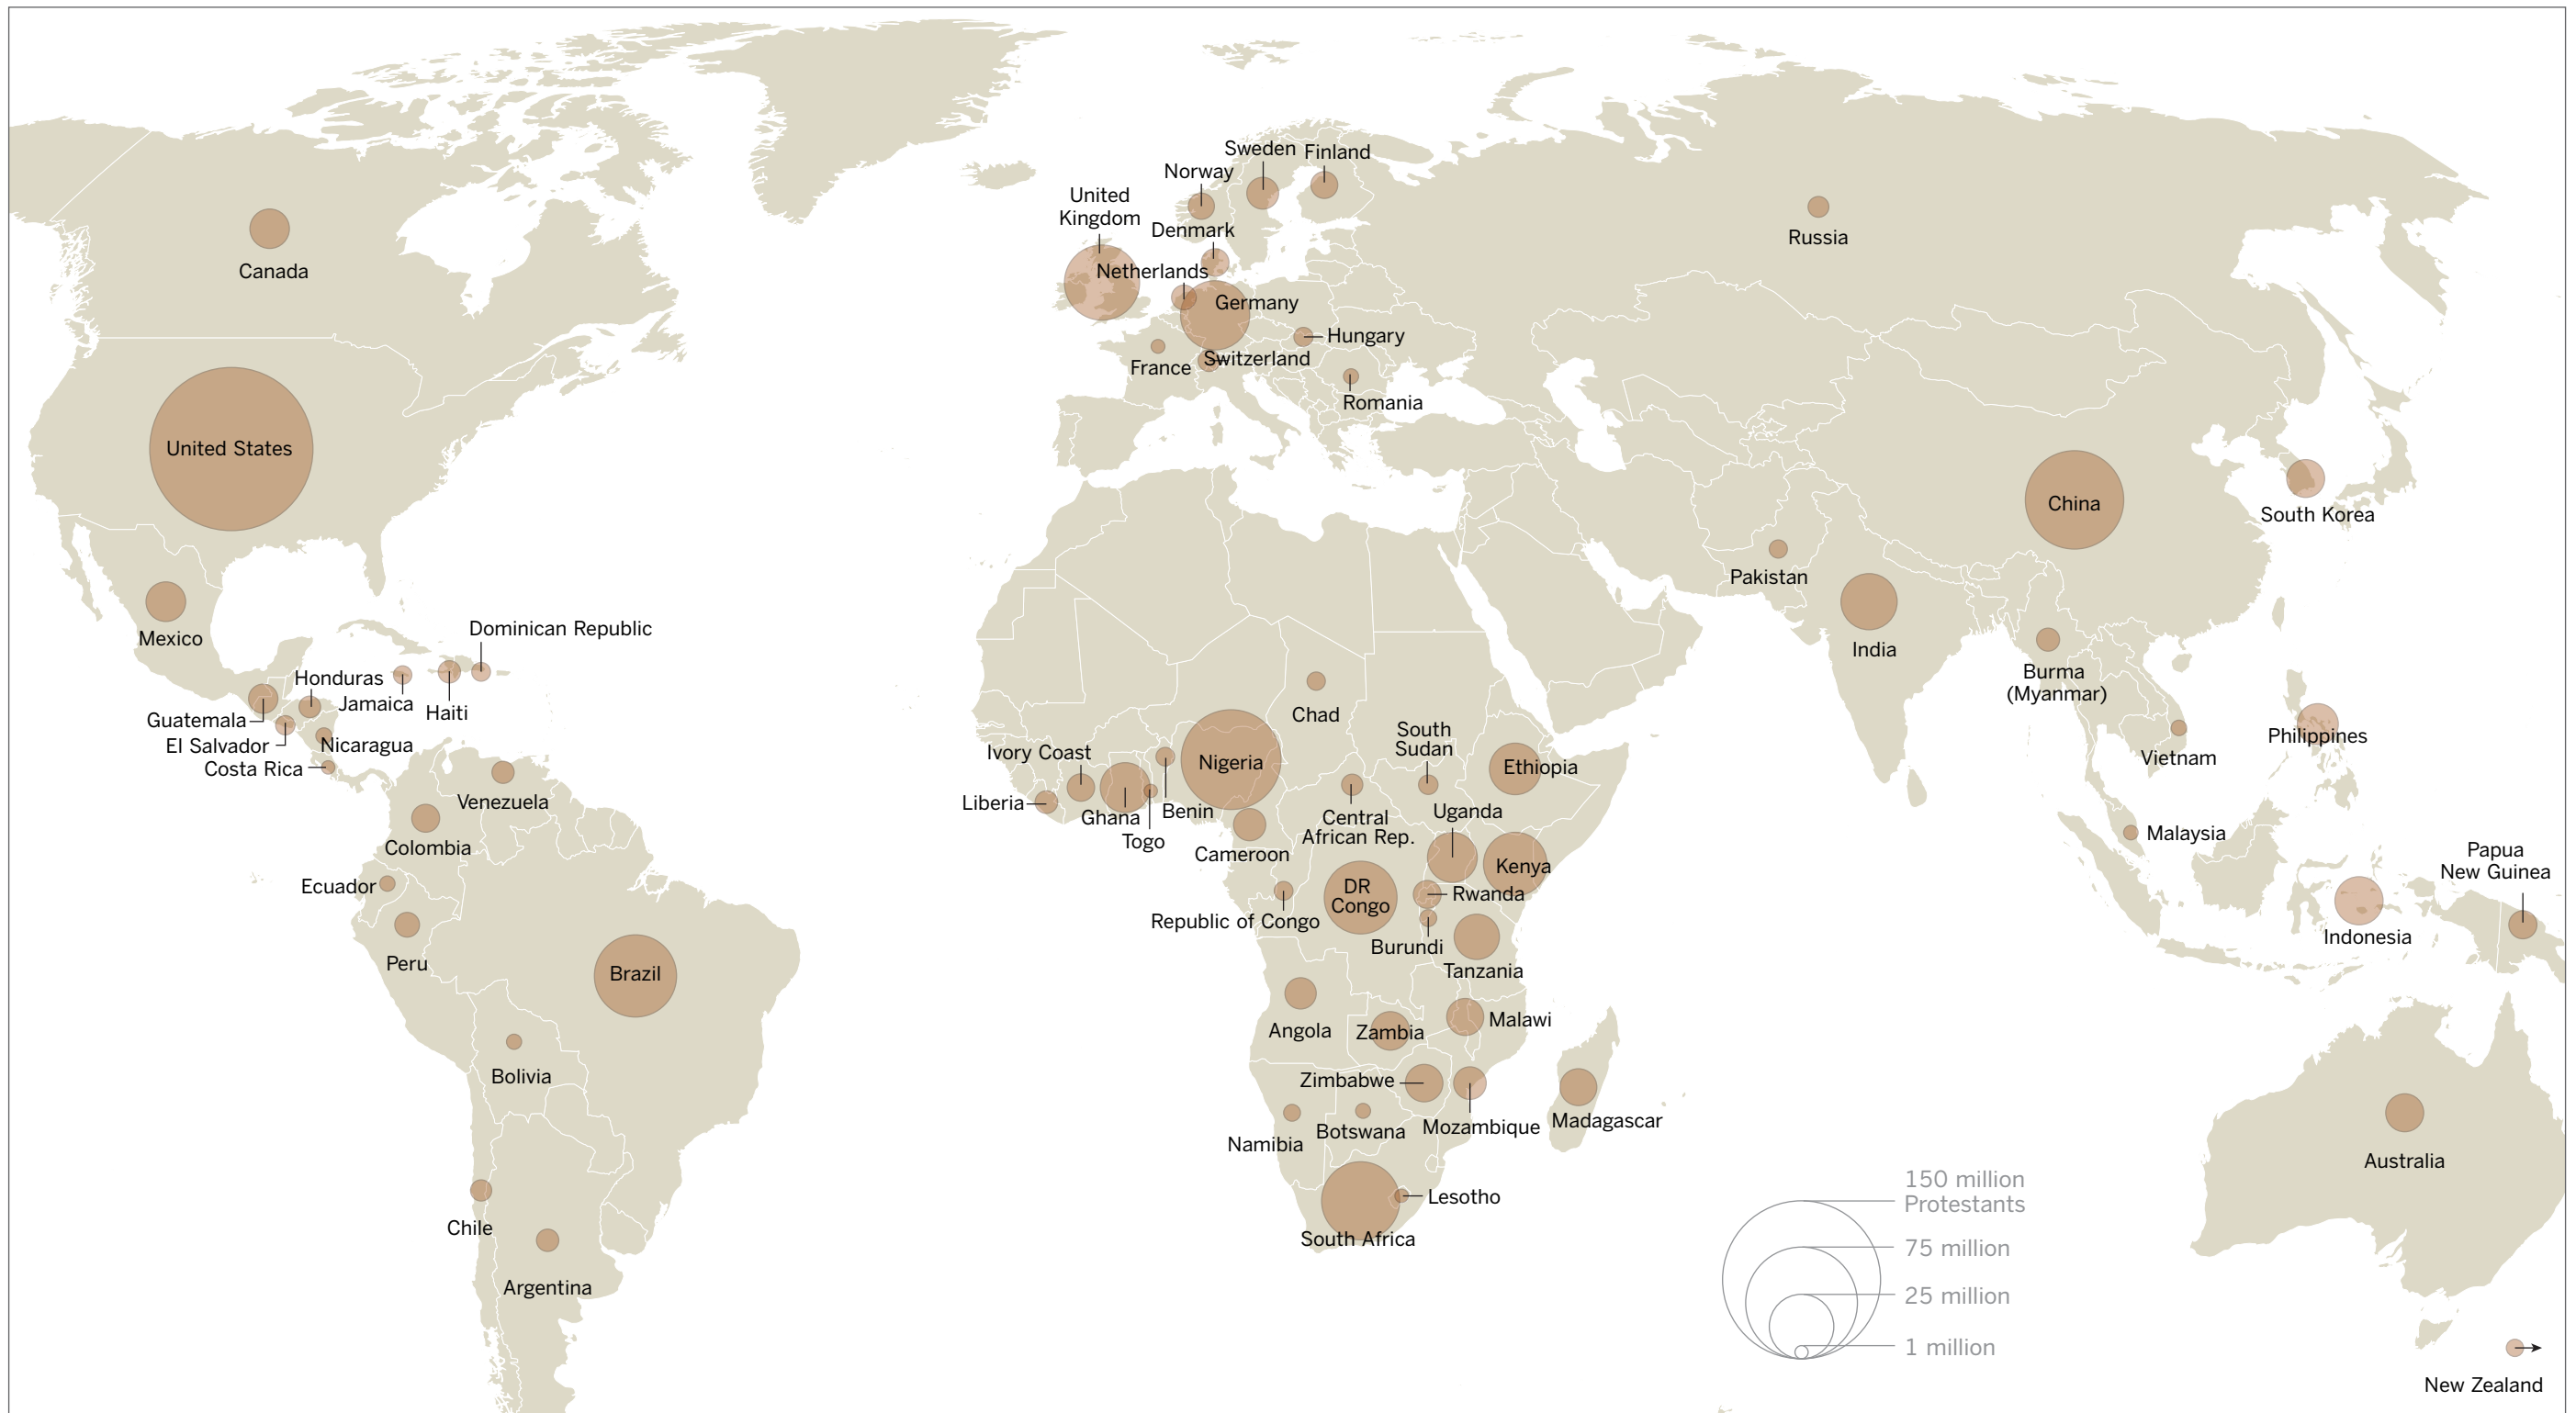 Canada
United States
Mexico
Dominican Republic
Honduras
Jamaica
Haiti
Guatemala
El Salvador
Nicaragua
Costa Rica
Venezuela
Colombia
Ecuador
Peru
Brazil
Bolivia
Chile
Argentina
Sweden
Finland
Norway
United
Kingdom
Denmark
Netherlands
Germany
Hungary
France
Switzerland
Romania
Russia
China
South Korea
Pakistan
India
Burma
(Myanmar)
Vietnam
Philippines
Malaysia
Papua
New Guinea
Indonesia
Chad
South
Sudan
Ivory Coast
Nigeria
Ethiopia
Liberia
Ghana
Benin
Togo
Central
African Rep.
Uganda
Cameroon
Kenya
DR
Congo
Rwanda
Republic of Congo
Burundi
Tanzania
Angola
Zambia
Malawi
Zimbabwe
Mozambique
Madagascar
Namibia
Botswana
Lesotho
South Africa
Australia
New Zealand
150 million
Protestants
75 million
25 million
1 million